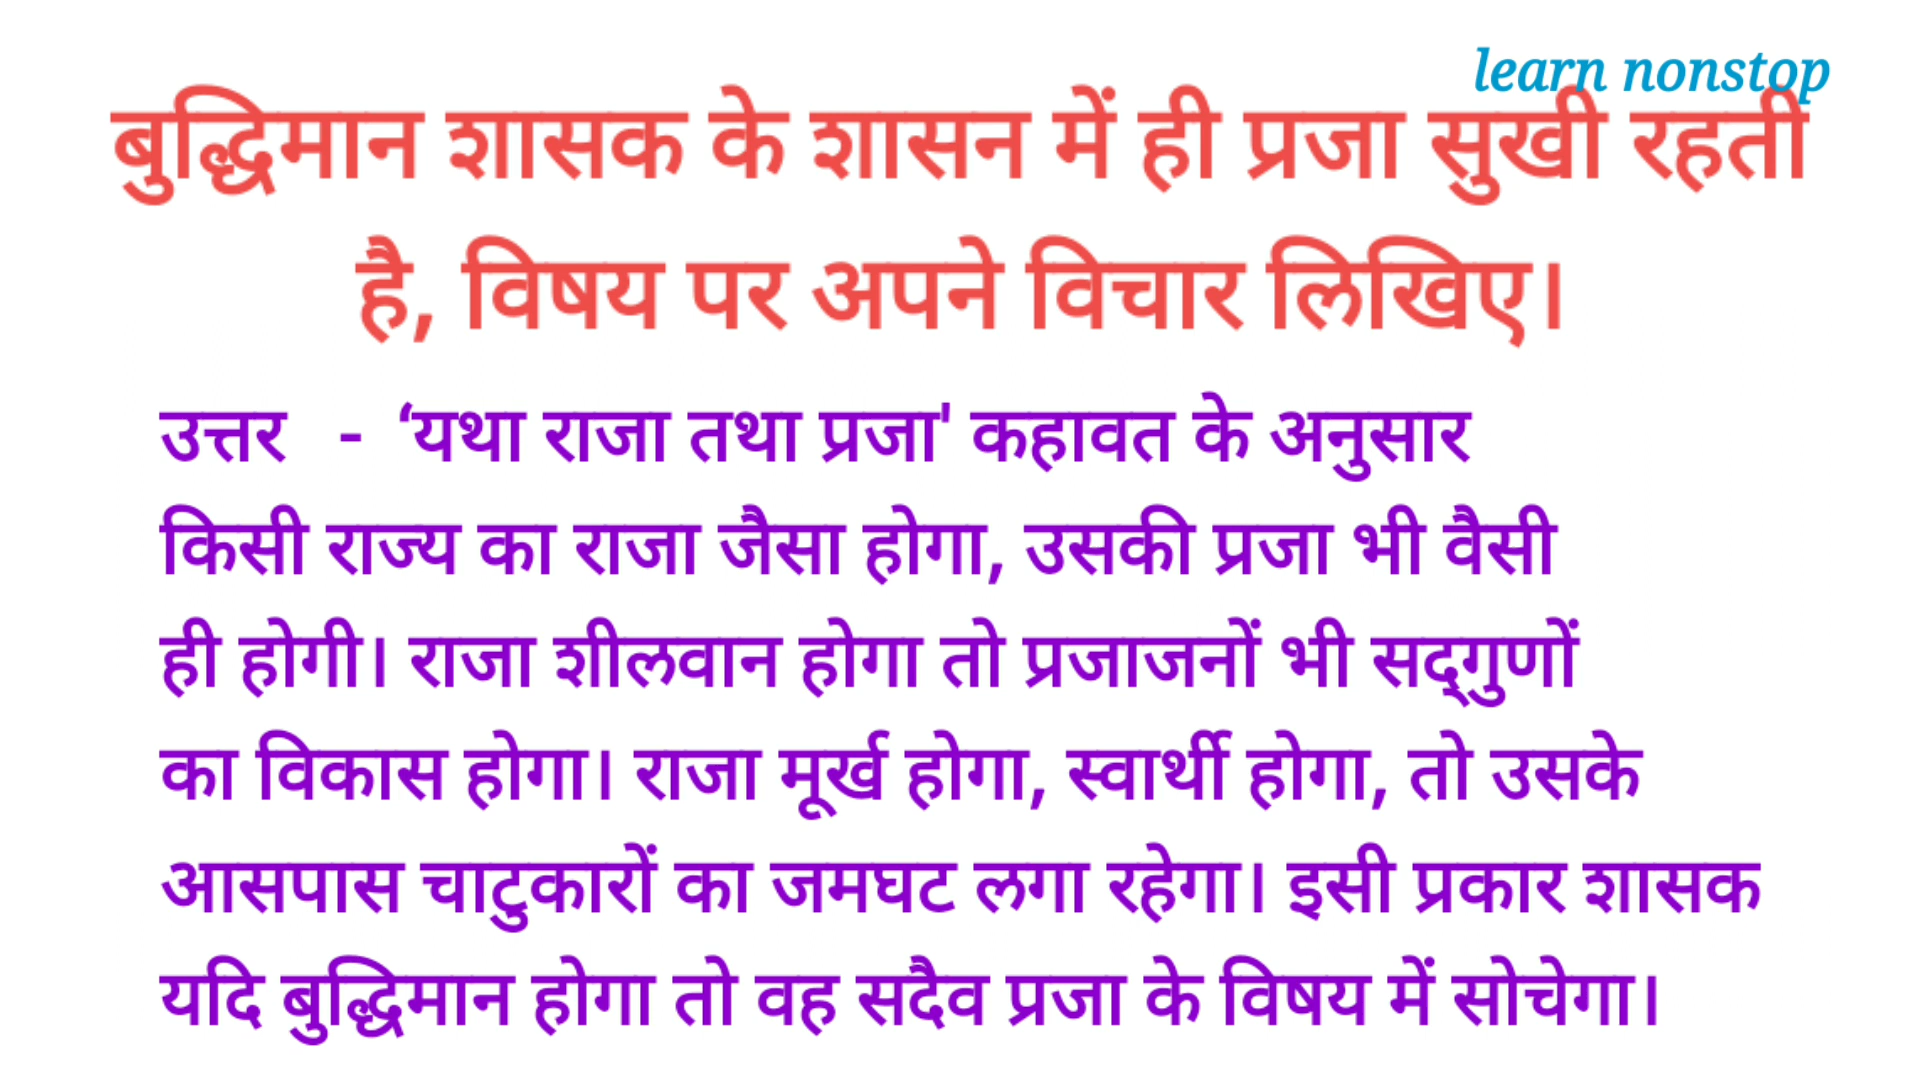 learn nonstop
बुद्धिमान शासक के शासन में ही प्रजा सुखी रहती
है, विषय पर अपने विचार लिखिए।
उत्तर - ‘यथा राजा तथा प्रजा' कहावत के अनुसार
किसी राज्य का राजा जैसा होगा, उसकी प्रजा भी वैसी
ही होगी। राजा शीलवान होगा तो प्रजाजनों भी सद्‌गुणों
का विकास होगा। राजा मूर्ख होगा, स्वार्थी होगा, तो उसके
आसपास चाटुकारों का जमघट लगा रहेगा। इसी प्रकार शासक
यदि बुद्धिमान होगा तो वह सदैव प्रजा के विषय में सोचेगा।